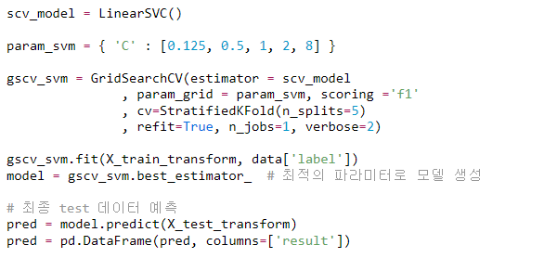 scv_model = LinearSVC()
param_svm = { 'C' : [0.125, 0.5, 1, 2, 8] }
gscv_svm = GridSearchCV(estimator = scv_model
, param_grid = param_svm, scoring ='f1'
, cv=StratifiedKFold(n_splits=5)
, refit=True, n_jobs=1, verbose=2)
gscv_svm.fit(X_train_transform, data['label'])
model = gscv_svm.best_estimator_  # 최적의 파라미터로 모델 생성
# 최종 test 데이터 예측
pred = model.predict(X_test_transform)
pred = pd.DataFrame(pred, columns=['result'])